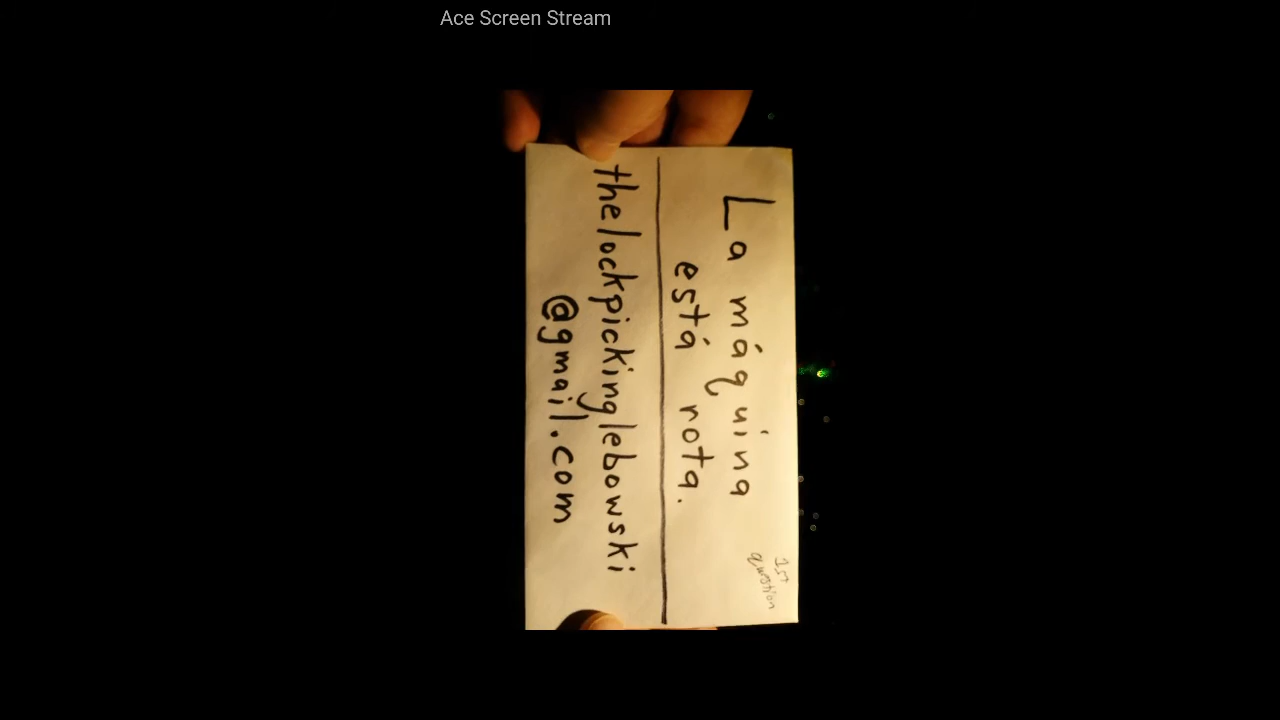 Ace Screen Stream
1st
question
La máquina
está rota.
thelockpickinglebowski
@gmail.com